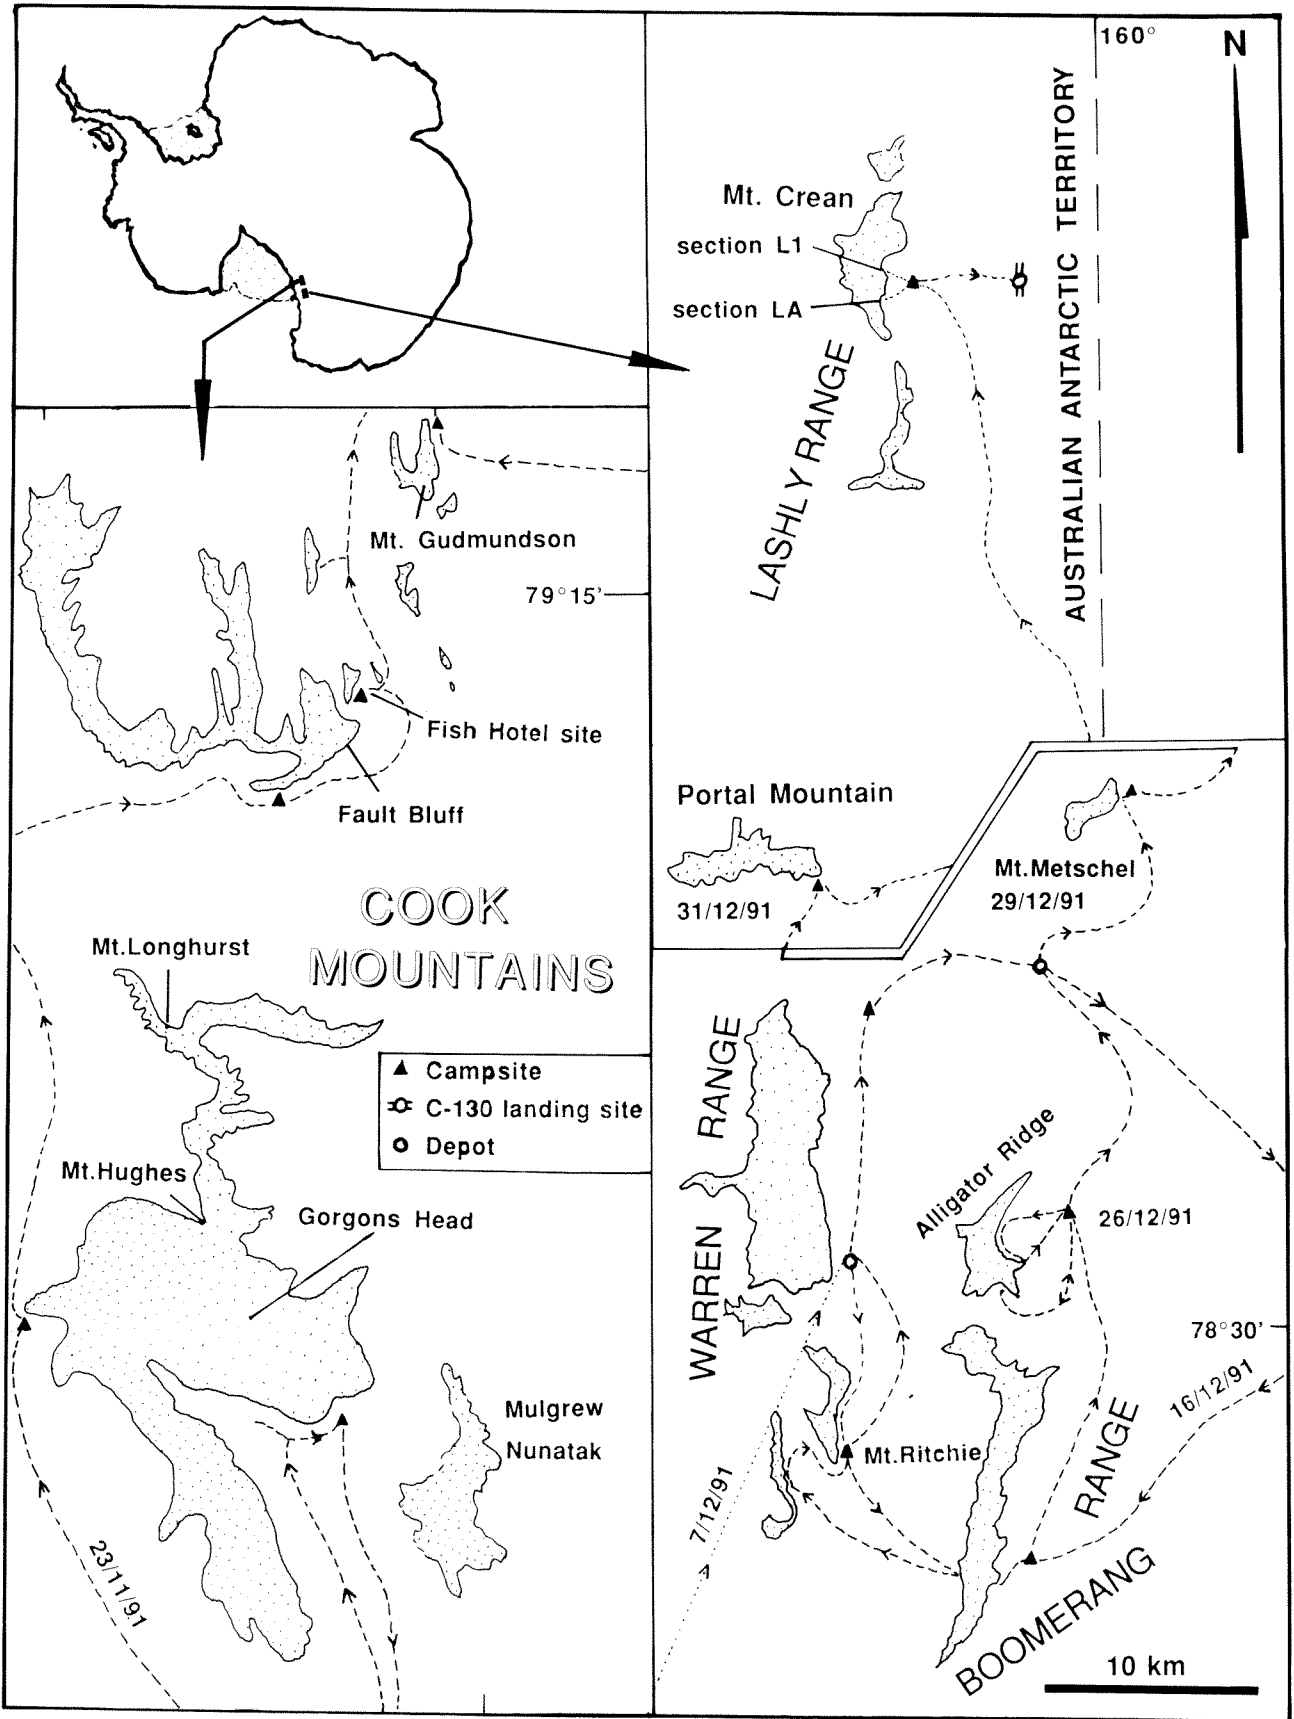 160°
N
AUSTRALIAN ANTARCTIC TERRITORY
Mt. Crean
section L1
section LA
LASHLY RANGE
Mt. Gudmundson
79°15'
Fish Hotel site
Fault Bluff
COOK
MOUNTAINS
Mt.Longhurst
Campsite
C-130 landing site
Depot
Mt.Hughes
Gorgons Head
Mulgrew
Nunatak
23/11/91
Portal Mountain
31/12/91
Mt.Metschel
29/12/91
WARREN RANGE
Alligator Ridge
26/12/91
78°30'
16/12/91
Mt.Ritchie
7/12/91
BOOMERANG RANGE
10 km